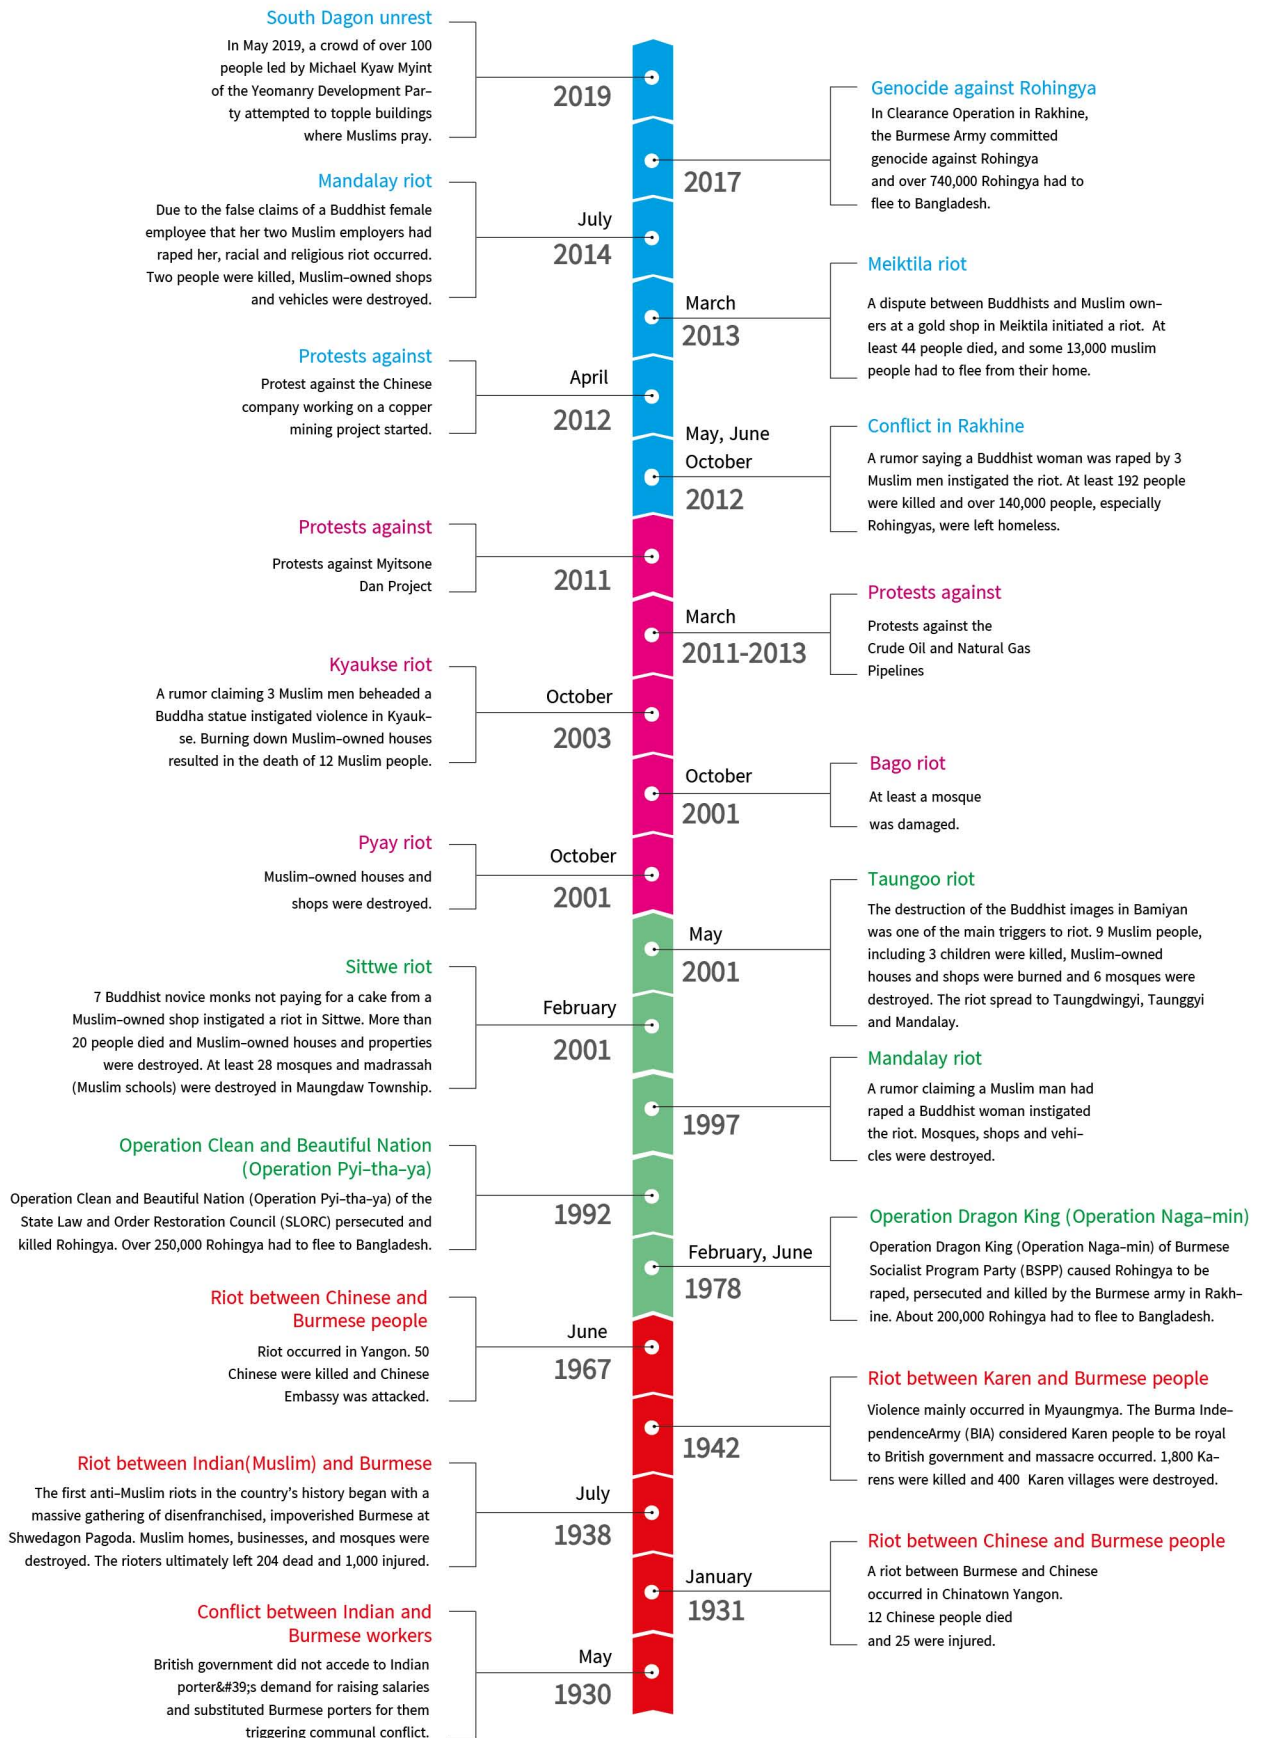 South Dagon unrest
In May 2019, a crowd of over 100
people led by Michael Kyaw Myint
of the Yeomanry Development Par–
ty attempted to topple buildings
where Muslims pray.
2019
Genocide against Rohingya
In Clearance Operation in Rakhine,
the Burmese Army committed
genocide against Rohingya
and over 740,000 Rohingya had to
flee to Bangladesh.
2017
Mandalay riot
Due to the false claims of a Buddhist female
employee that her two Muslim employers had
raped her, racial and religious riot occurred.
Two people were killed, Muslim–owned shops
and vehicles were destroyed.
July
2014
Meiktila riot
A dispute between Buddhists and Muslim own–
ers at a gold shop in Meiktila initiated a riot. At
least 44 people died, and some 13,000 muslim
people had to flee from their home.
March
2013
Protests against
Protest against the Chinese
company working on a copper
mining project started.
April
2012
Conflict in Rakhine
A rumor saying a Buddhist woman was raped by 3
Muslim men instigated the riot. At least 192 people
were killed and over 140,000 people, especially
Rohingyas, were left homeless.
May, June
October
2012
Protests against
Protests against Myitsone
Dan Project
2011
Protests against
Protests against the
Crude Oil and Natural Gas
Pipelines
March
2011-2013
Kyaukse riot
A rumor claiming 3 Muslim men beheaded a
Buddha statue instigated violence in Kyauk–
se. Burning down Muslim–owned houses
resulted in the death of 12 Muslim people.
October
2003
Bago riot
At least a mosque
was damaged.
October
2001
Pyay riot
Muslim–owned houses and
shops were destroyed.
October
2001
Taungoo riot
The destruction of the Buddhist images in Bamiyan
was one of the main triggers to riot. 9 Muslim people,
including 3 children were killed, Muslim–owned
houses and shops were burned and 6 mosques were
destroyed. The riot spread to Taungdwingyi, Taunggyi
and Mandalay.
May
2001
Sittwe riot
7 Buddhist novice monks not paying for a cake from a
Muslim–owned shop instigated a riot in Sittwe. More than
20 people died and Muslim–owned houses and properties
were destroyed. At least 28 mosques and madrassah
(Muslim schools) were destroyed in Maungdaw Township.
February
2001
Mandalay riot
A rumor claiming a Muslim man had
raped a Buddhist woman instigated
the riot. Mosques, shops and vehi–
cles were destroyed.
1997
Operation Clean and Beautiful Nation
(Operation Pyi–tha–ya)
Operation Clean and Beautiful Nation (Operation Pyi–tha–ya) of the
State Law and Order Restoration Council (SLORC) persecuted and
killed Rohingya. Over 250,000 Rohingya had to flee to Bangladesh.
1992
Operation Dragon King (Operation Naga–min)
Operation Dragon King (Operation Naga–min) of Burmese
Socialist Program Party (BSPP) caused Rohingya to be
raped, persecuted and killed by the Burmese army in Rakh–
ine. About 200,000 Rohingya had to flee to Bangladesh.
February, June
1978
Riot between Chinese and
Burmese people
Riot occurred in Yangon. 50
Chinese were killed and Chinese
Embassy was attacked.
June
1967
Riot between Karen and Burmese people
Violence mainly occurred in Myaungmya. The Burma Inde–
pendenceArmy (BIA) considered Karen people to be royal
to British government and massacre occurred. 1,800 Ka–
rens were killed and 400 Karen villages were destroyed.
1942
Riot between Indian(Muslim) and Burmese
The first anti–Muslim riots in the country's history began with a
massive gathering of disenfranchised, impoverished Burmese at
Shwedagon Pagoda. Muslim homes, businesses, and mosques were
destroyed. The rioters ultimately left 204 dead and 1,000 injured.
July
1938
Riot between Chinese and Burmese people
A riot between Burmese and Chinese
occurred in Chinatown Yangon.
12 Chinese people died
and 25 were injured.
January
1931
Conflict between Indian and
Burmese workers
British government did not accede to Indian
porter&#39;s demand for raising salaries
and substituted Burmese porters for them
triggering communal conflict.
May
1930